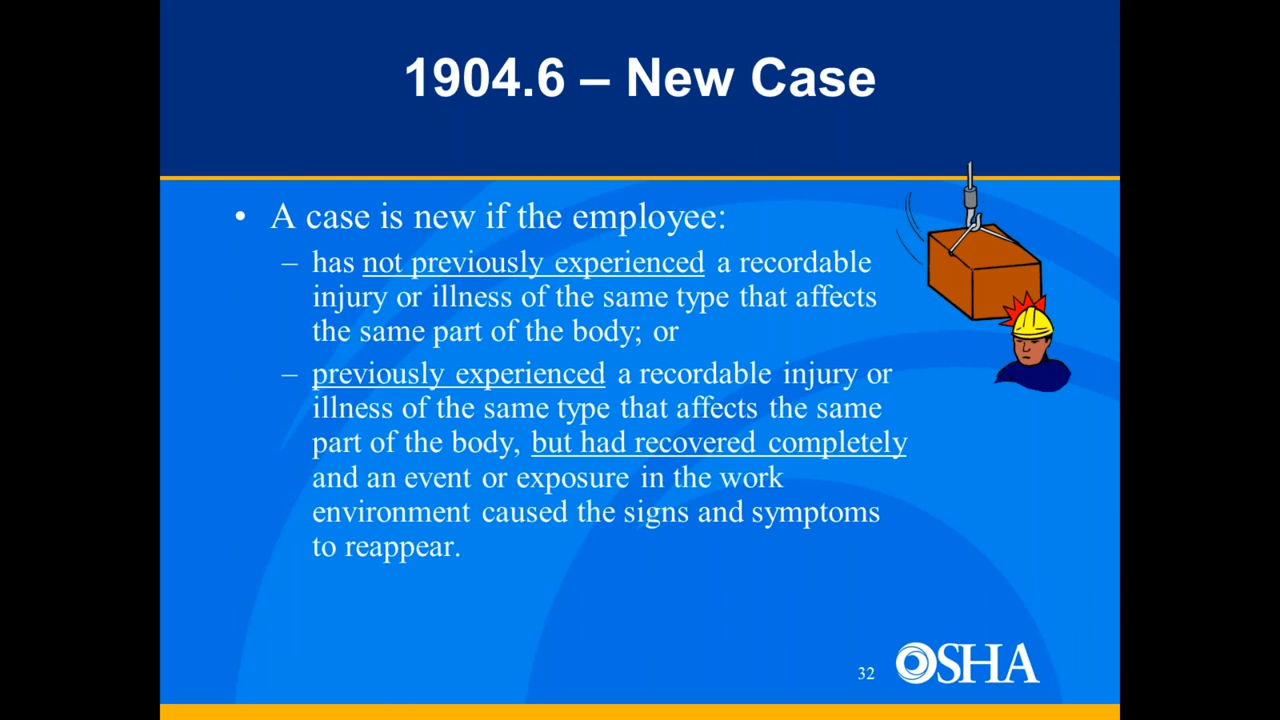 1904.6 – New Case
• A case is new if the employee:
– has not previously experienced a recordable
injury or illness of the same type that affects
the same part of the body; or
– previously experienced a recordable injury or
illness of the same type that affects the same
part of the body, but had recovered completely
and an event or exposure in the work
environment caused the signs and symptoms
to reappear.
32
OSHA